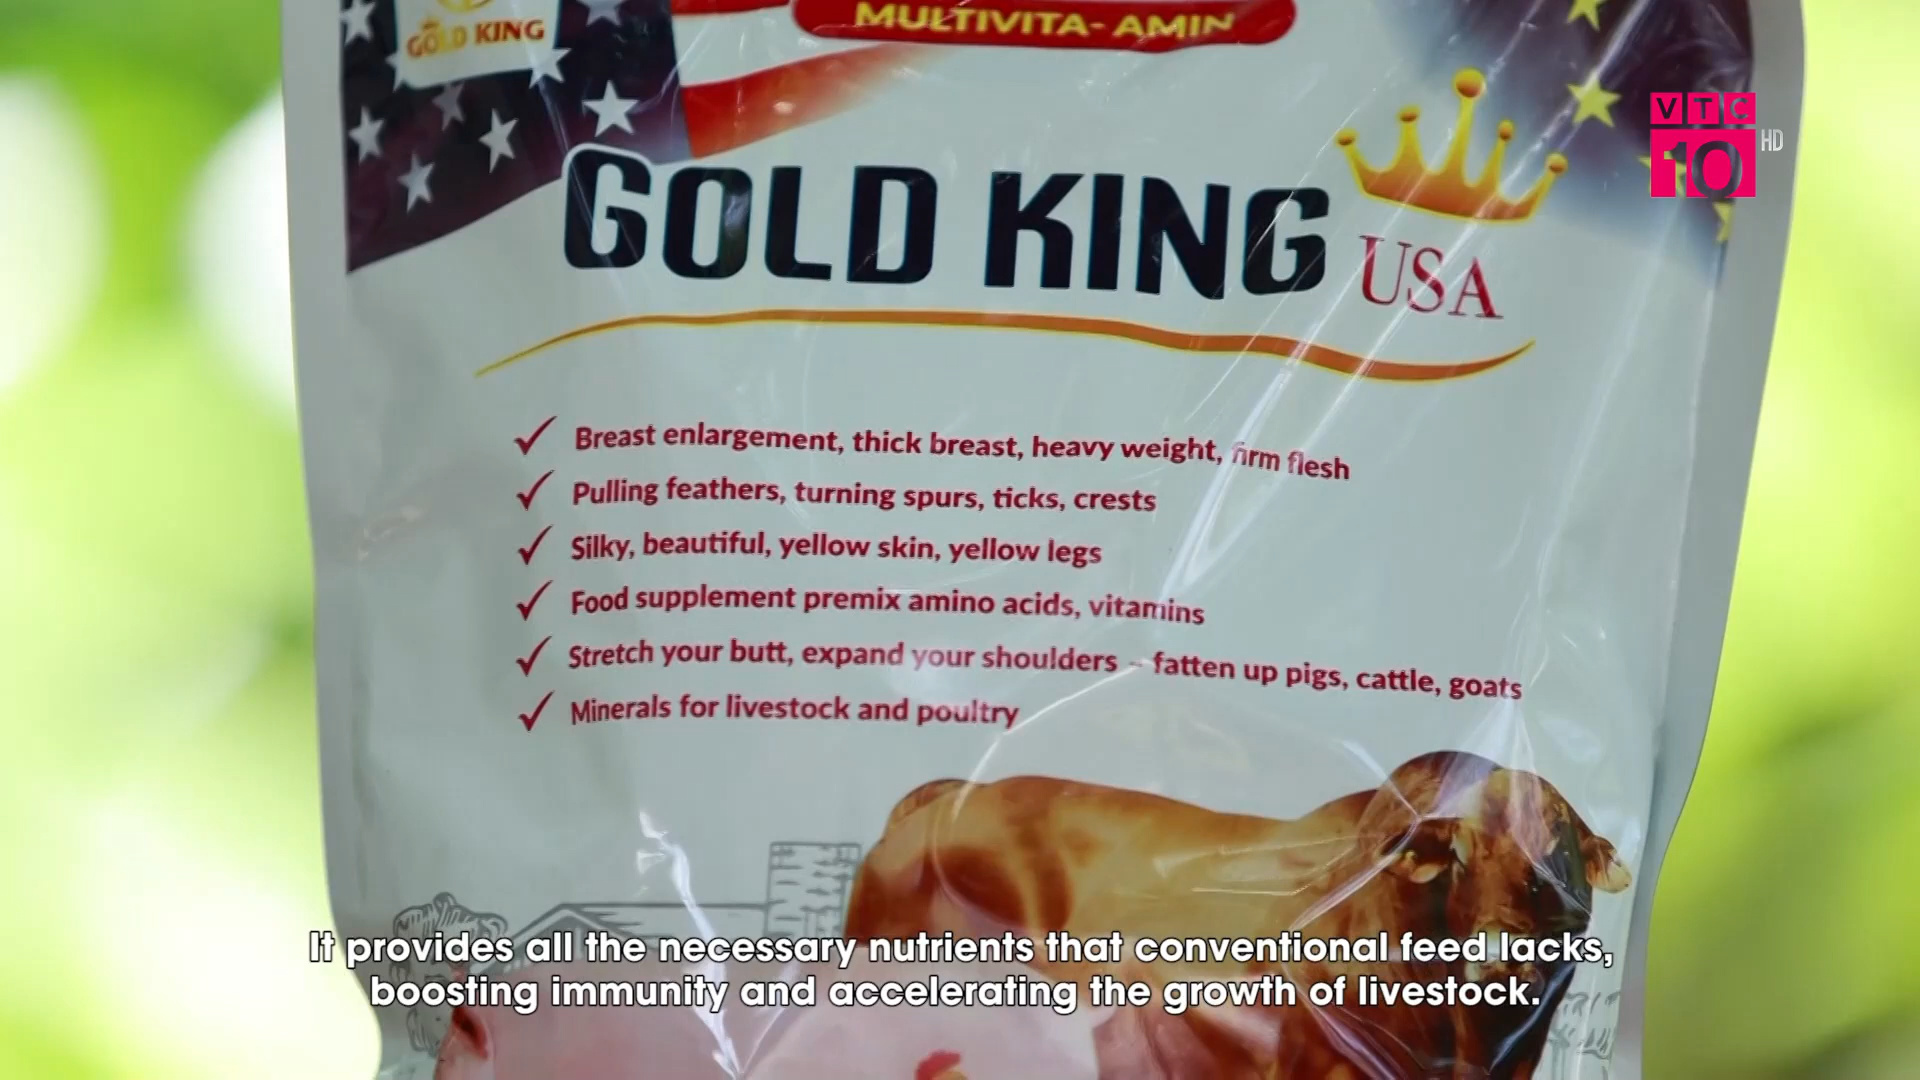 GOLD KING
MULTIVITA- AMIN
VTC
10 HD
GOLD KING
USA
Breast enlargement, thick breast, heavy weight, firm flesh
Pulling feathers, turning spurs, ticks, crests
Silky, beautiful, yellow skin, yellow legs
Food supplement premix amino acids, vitamins
Stretch your butt, expand your shoulders - fatten up pigs, cattle, goats
Minerals for livestock and poultry
It provides all the necessary nutrients that conventional feed lacks,
boosting immunity and accelerating the growth of livestock.